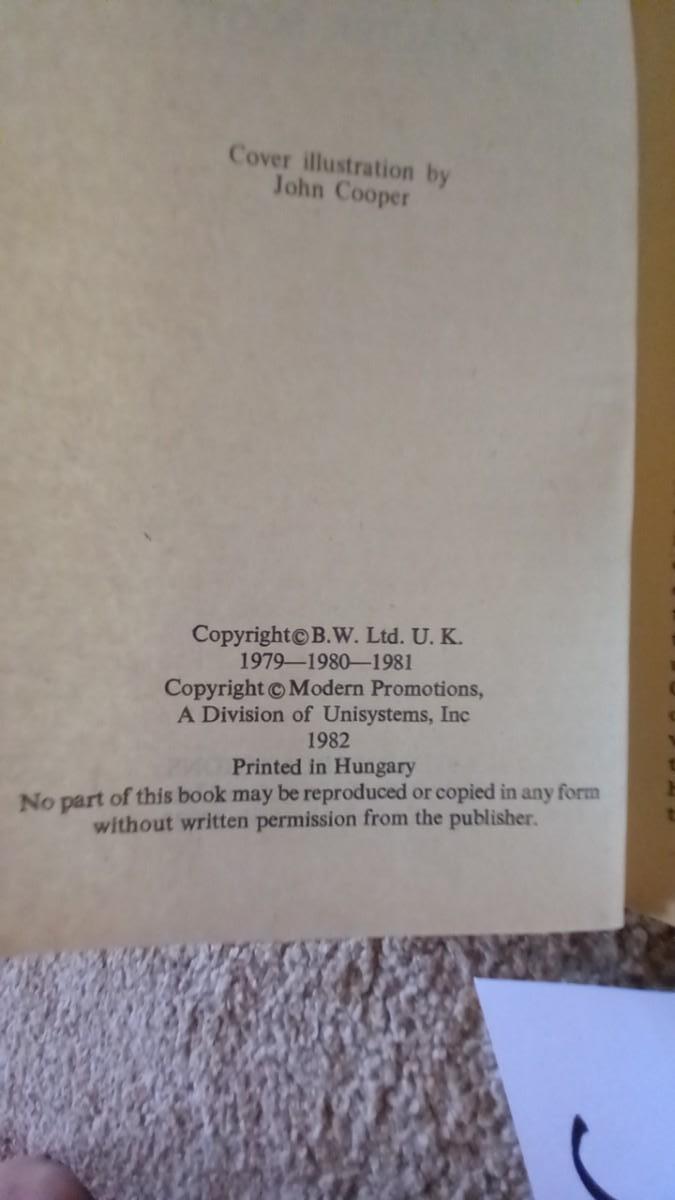 Cover illustration by
John Cooper
Copyright © B.W. Ltd. U. K.
1979—1980—1981
Copyright © Modern Promotions,
A Division of Unisystems, Inc
1982
Printed in Hungary
No part of this book may be reproduced or copied in any form
without written permission from the publisher.